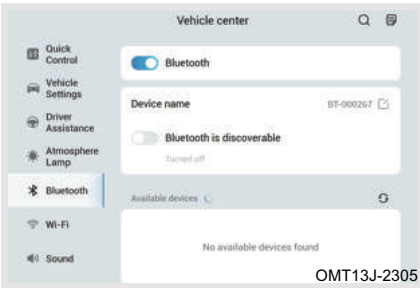 Vehicle center
Quick
Control
Vehicle
Settings
Driver
Assistance
Atmosphere
Lamp
Bluetooth
Wi-Fi
Sound
Bluetooth
Device name
BT-000267
Bluetooth is discoverable
Turned off
Available devices
No available devices found
OMT13J-2305